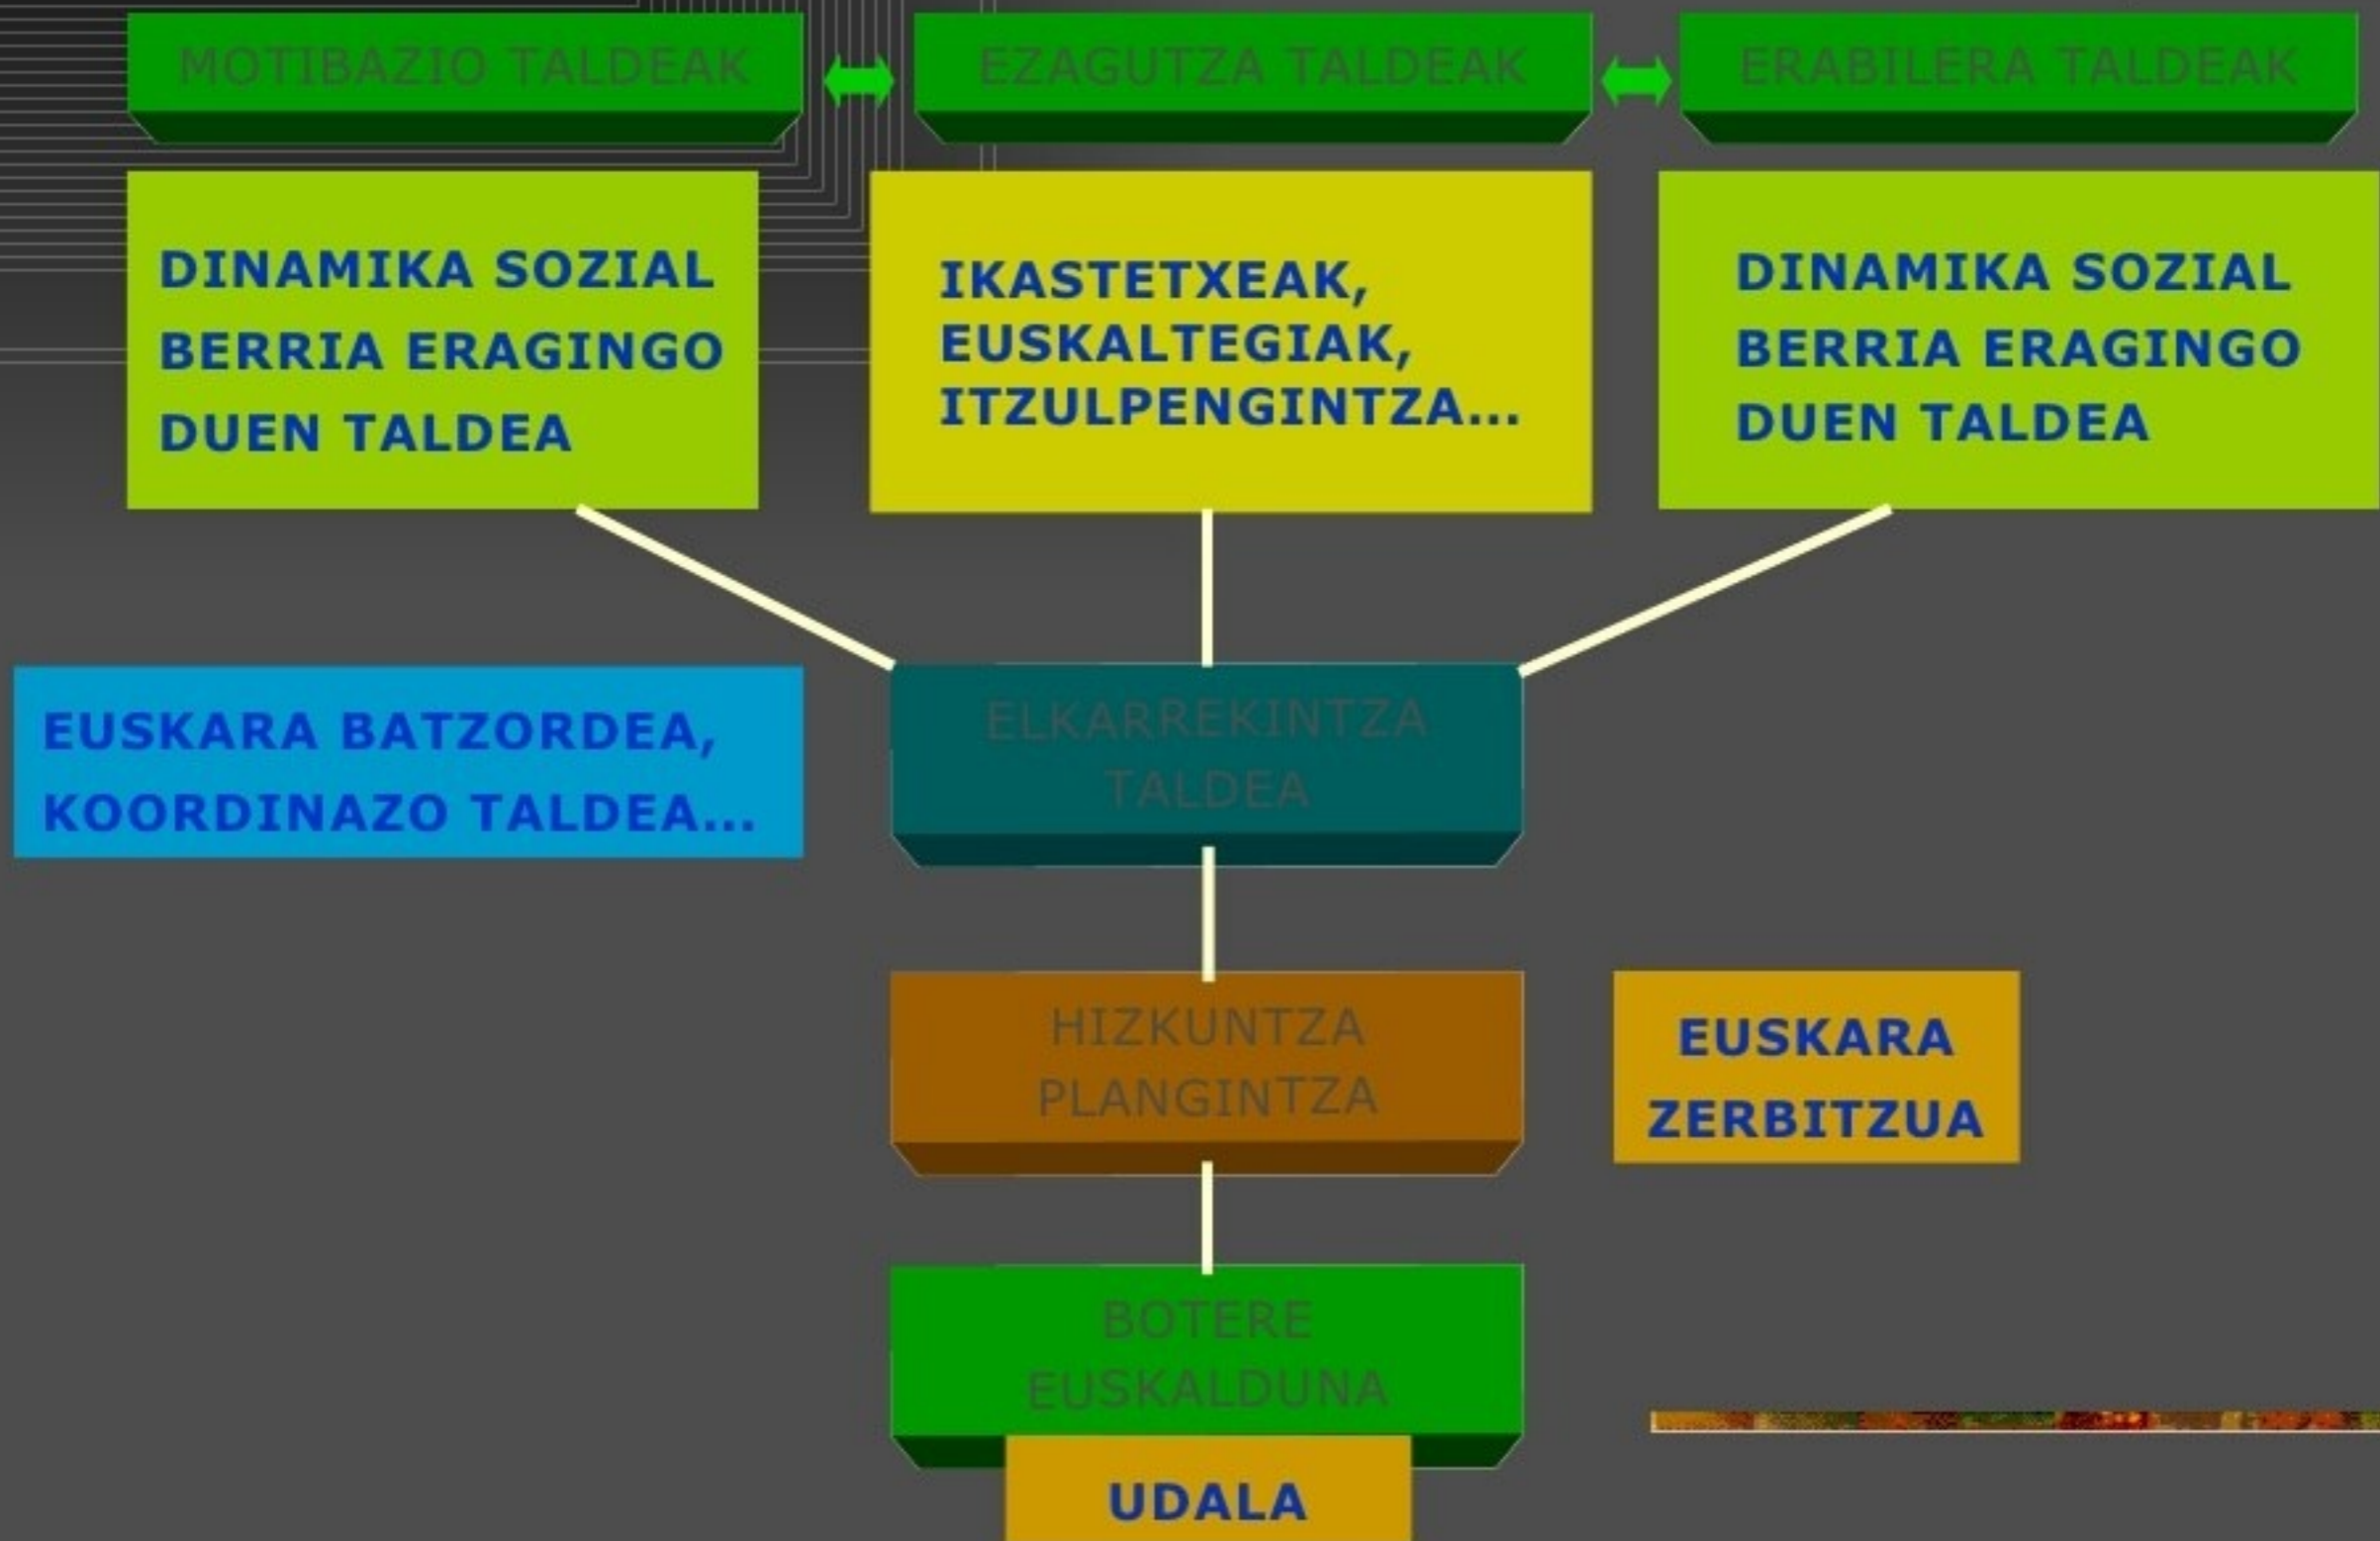 MOTIBAZIO TALDEAK
EZAGUTZA TALDEAK
ERABILERA TALDEAK
DINAMIKA SOZIAL
BERRIA ERAGINGO
DUEN TALDEA
IKASTETXEAK,
EUSKALTEGIAK,
ITZULPENGINTZA...
DINAMIKA SOZIAL
BERRIA ERAGINGO
DUEN TALDEA
EUSKARA BATZORDEA,
KOORDINAZO TALDEA...
ELKARREKINTZA
TALDEA
HIZKUNTZA
PLANGINTZA
EUSKARA
ZERBITZUA
BOTERE
EUSKALDUNA
UDALA